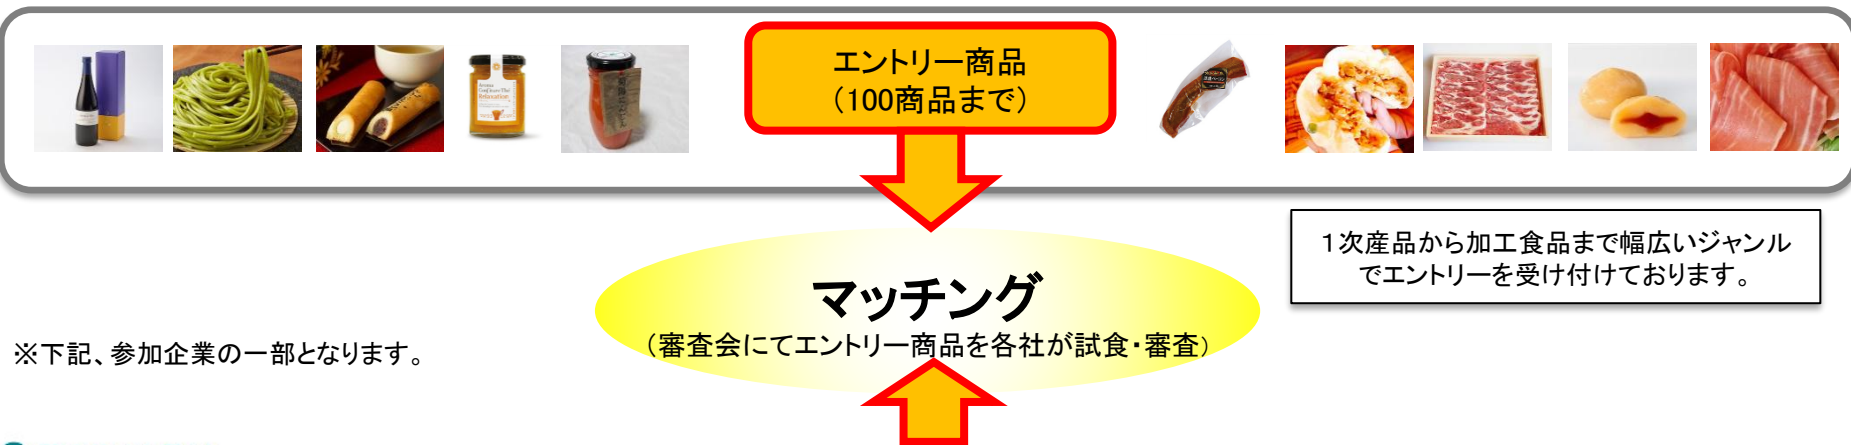 エントリー商品
（100商品まで）
マッチング
（審査会にてエントリー商品を各社が試食・審査）
１次産品から加工食品まで幅広いジャンル
でエントリーを受け付けております。
※下記、参加企業の一部となります。